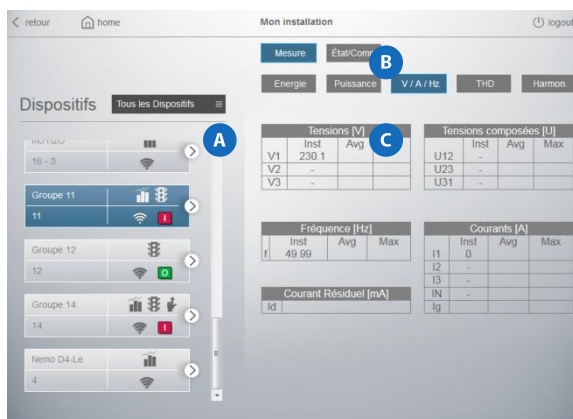 retour
home
Mon installation
logout
Mesure
État/Comm
B
Energie
Puissance
V / A / Hz
THD
Harmon.
Dispositifs
Tous les Dispositifs
A
C
16 - 3
Groupe 11
11
I
Groupe 12
12
O
Groupe 14
14
I
Nemo D4-Le
4
Tensions [V]
Inst Avg
V1 230.1
V2 -
V3 -
Tensions composées [U]
Inst Avg Max
U12 -
U23 -
U31 -
Fréquence [Hz]
Inst Avg Max
f 49.99
Courant Résiduel [mA]
Id
Courants [A]
Inst Avg Max
I1 0
I2 -
I3 -
IN -
Ig